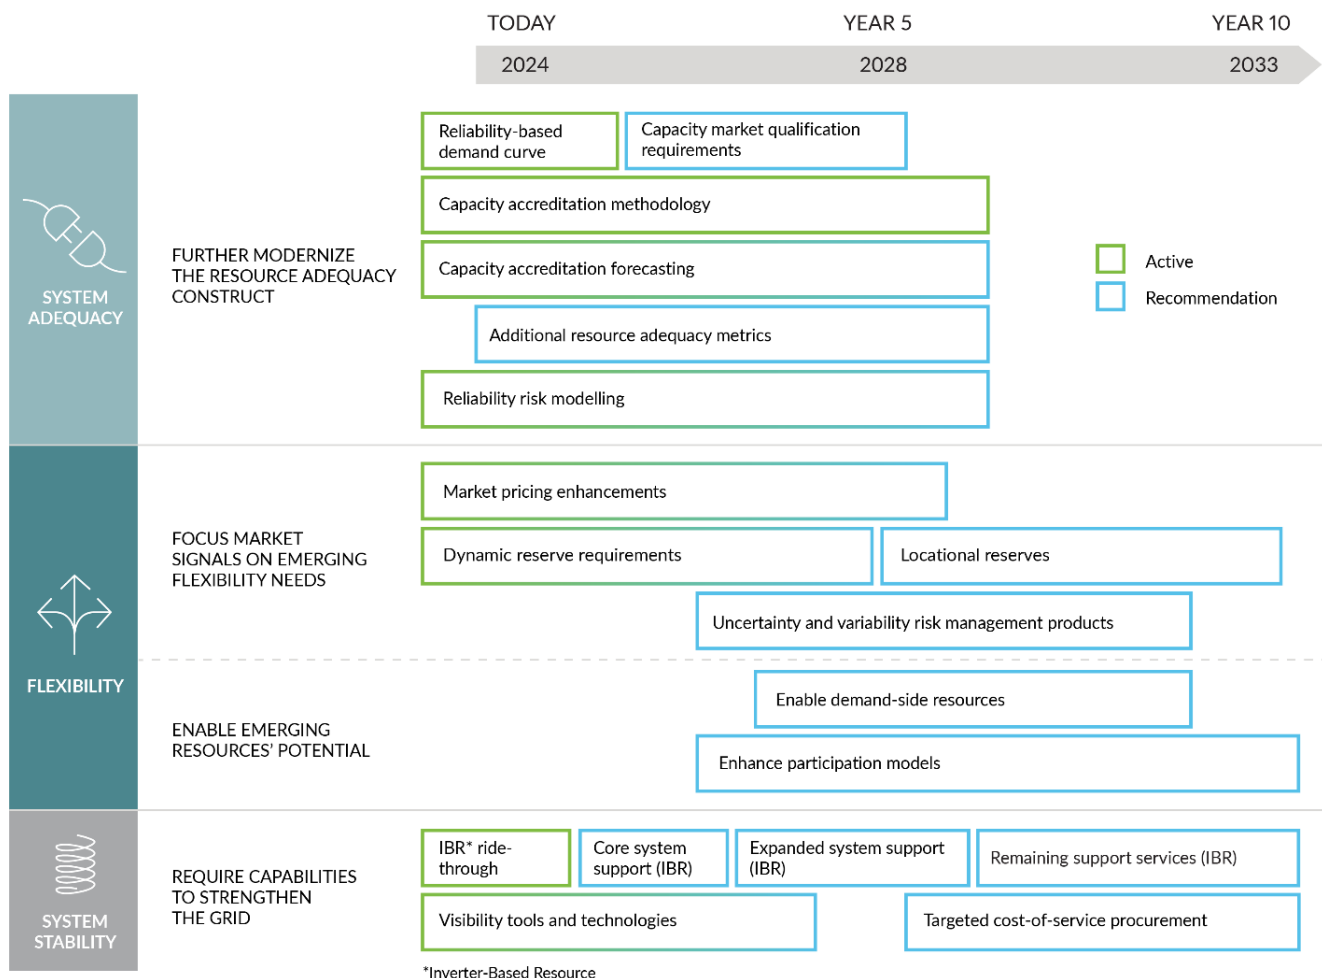 TODAY
YEAR 5
YEAR 10
2024
2028
2033
SYSTEM
ADEQUACY
FURTHER MODERNIZE
THE RESOURCE ADEQUACY
CONSTRUCT
Reliability-based
demand curve
Capacity market qualification
requirements
Capacity accreditation methodology
Capacity accreditation forecasting
Additional resource adequacy metrics
Reliability risk modelling
Active
Recommendation
FLEXIBILITY
FOCUS MARKET
SIGNALS ON EMERGING
FLEXIBILITY NEEDS
Market pricing enhancements
Dynamic reserve requirements
Locational reserves
Uncertainty and variability risk management products
ENABLE EMERGING
RESOURCES’ POTENTIAL
Enable demand-side resources
Enhance participation models
SYSTEM
STABILITY
REQUIRE CAPABILITIES
TO STRENGTHEN
THE GRID
IBR* ride-
through
Core system
support (IBR)
Expanded system support
(IBR)
Remaining support services (IBR)
Visibility tools and technologies
Targeted cost-of-service procurement
*Inverter-Based Resource